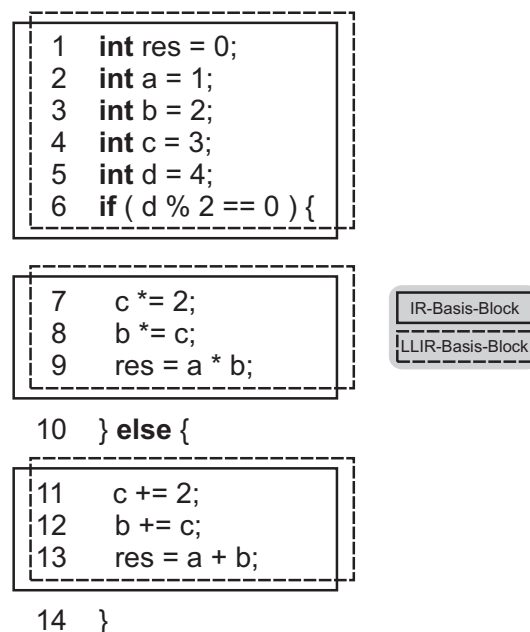 1 int res = 0;
2 int a = 1;
3 int b = 2;
4 int c = 3;
5 int d = 4;
6 if ( d % 2 == 0 ) {
7 c *= 2;
8 b *= c;
9 res = a * b;
IR-Basis-Block
LLIR-Basis-Block
10 } else {
11 c += 2;
12 b += c;
13 res = a + b;
14 }